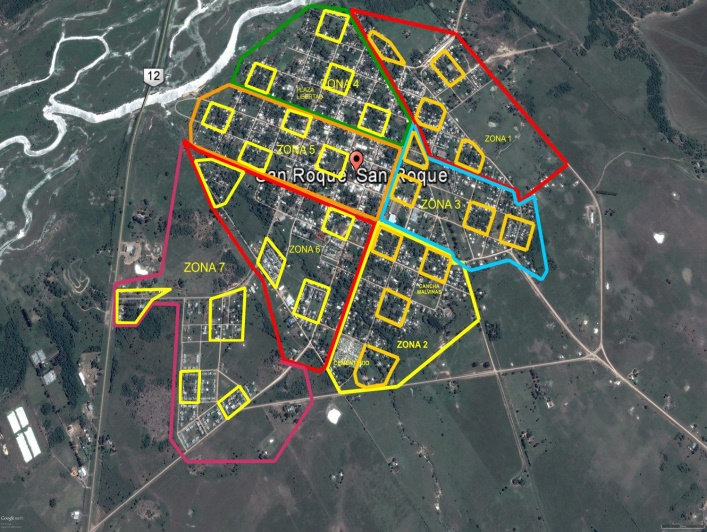 12
ZONA 4
PLAZA
LIBERTAD
ZONA 1
ZONA 5
San Roque San Roque
ZONA 3
ZONA 6
ZONA 7
CANCHA
MALVINAS
ZONA 2
CEMENTERIO
Google earth